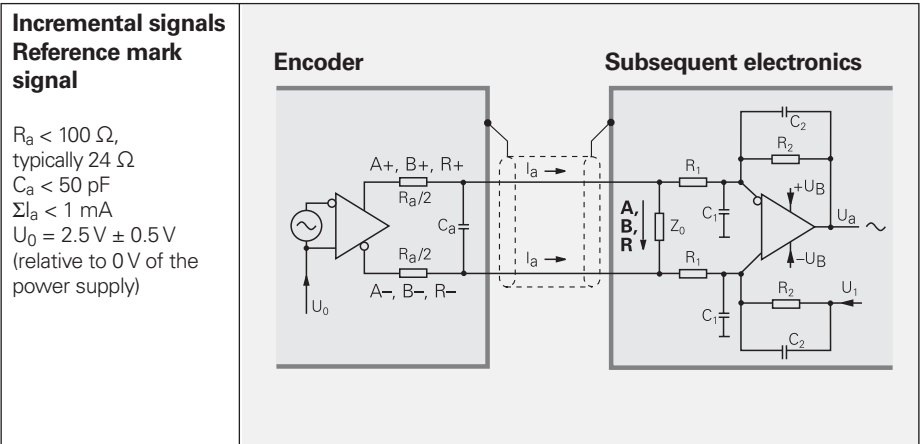 Incremental signals
Reference mark
signal
Rₐ < 100 Ω,
typically 24 Ω
Cₐ < 50 pF
ΣIₐ < 1 mA
U₀ = 2.5 V ± 0.5 V
(relative to 0 V of the
power supply)
Encoder
Subsequent electronics
C₂
R₂
A+, B+, R+
Iₐ
R₁
+U_B
Rₐ/2
Cₐ
A,
B,
R
Z₀
C₁
Uₐ
Rₐ/2
Iₐ
R₁
–U_B
A–, B–, R–
R₂
U₁
U₀
C₁
C₂